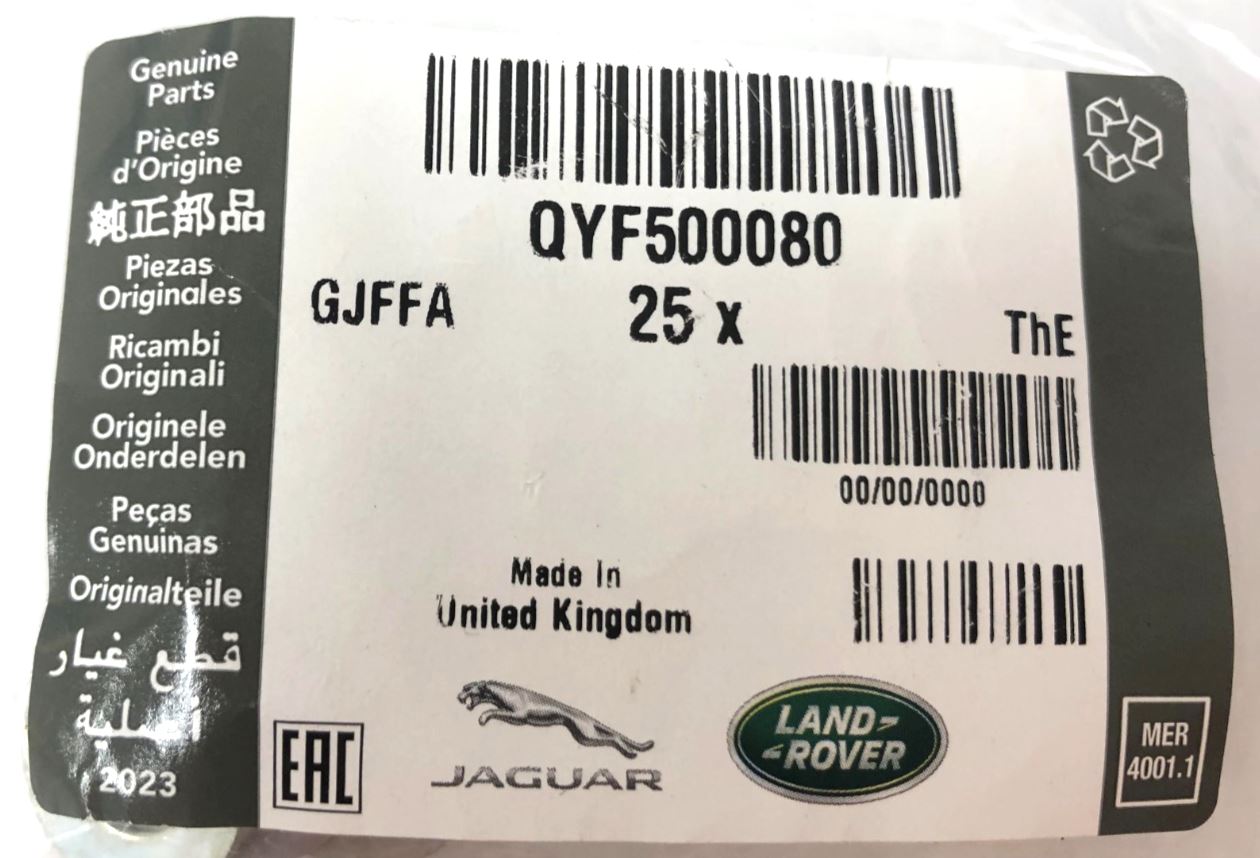 Genuine
Parts
Pièces
d'Origine
純正部品
Piezas
Originales
Ricambi
Originali
Originele
Onderdelen
Peças
Genuinas
Originalteile
قطع غيار
أصلية
2023
QYF500080
GJFFA 25 x ThE
00/00/0000
Made In
United Kingdom
EAC
JAGUAR
LAND-
-ROVER
MER
4001.1